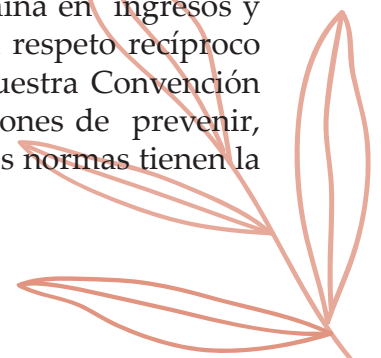 ina en ingresos y
respeto recíproco
uestra Convención
ones de prevenir,
s normas tienen la